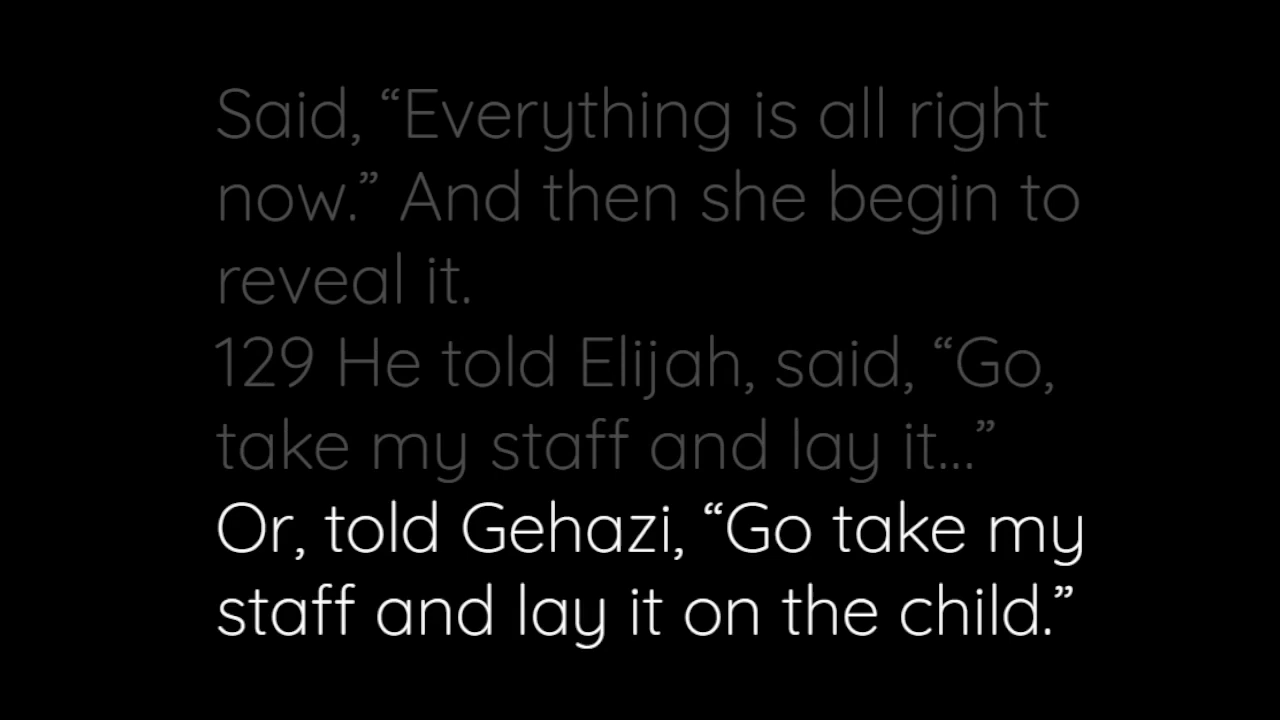 Said, “Everything is all right
now.” And then she begin to
reveal it.
129 He told Elijah, said, “Go,
take my staff and lay it...”
Or, told Gehazi, “Go take my
staff and lay it on the child.”